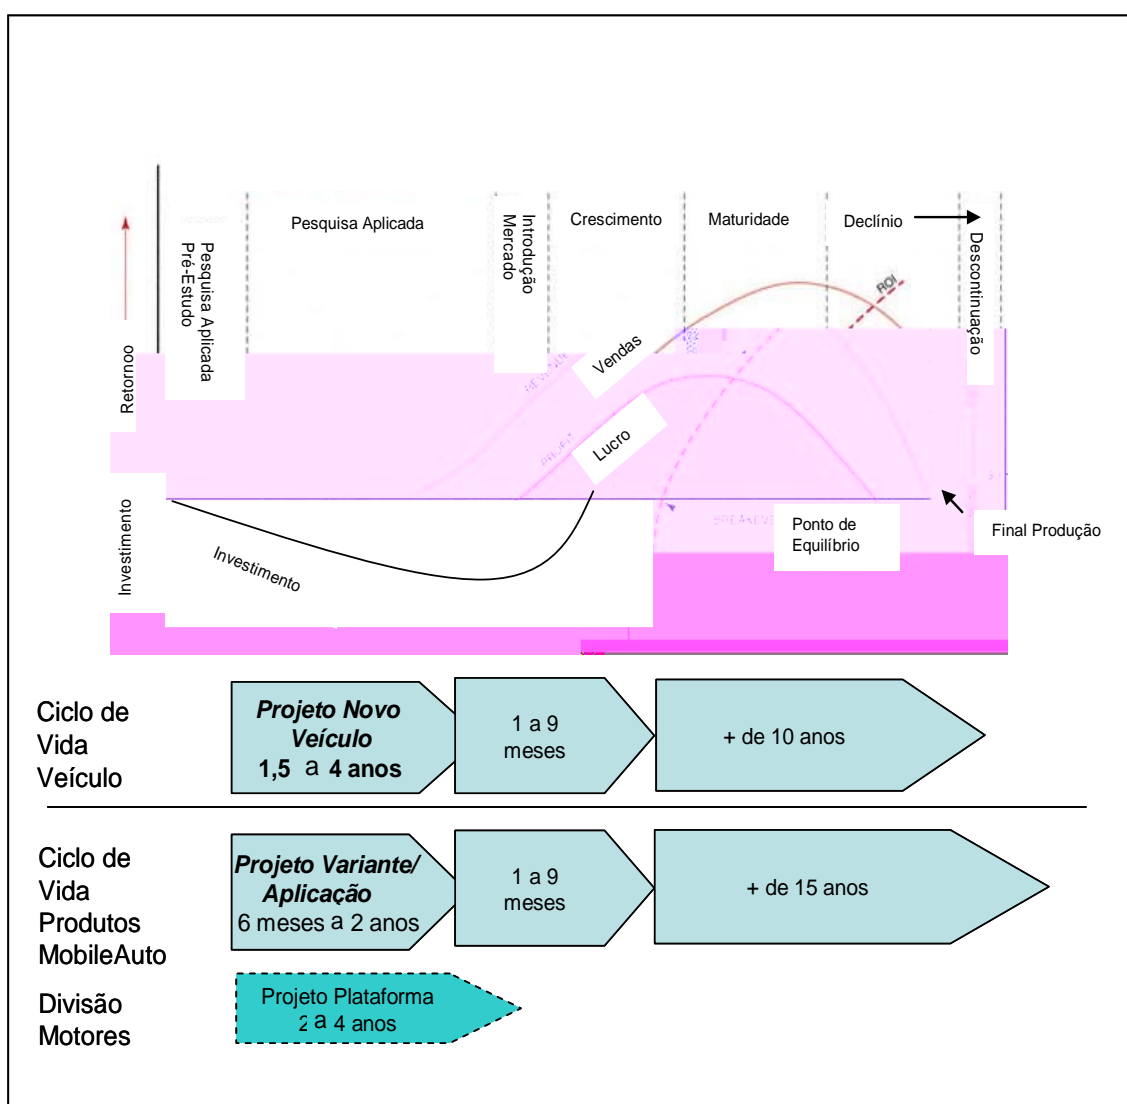 Pesquisa Aplicada
Introdução
Mercado
Crescimento
Maturidade
Declínio
Descontinuação
Pesquisa Aplicada
Pré-Estudo
Retornoo
ROI
Vendas
PROFIT
Lucro
Investimento
Investimento
Ponto de
Equilíbrio
Final Produção
Ciclo de
Vida
Veículo
Projeto Novo
Veículo
1,5 a 4 anos
1 a 9
meses
+ de 10 anos
Ciclo de
Vida
Produtos
MobileAuto
Projeto Variante/
Aplicação
6 meses a 2 anos
1 a 9
meses
+ de 15 anos
Divisão
Motores
Projeto Plataforma
2 a 4 anos